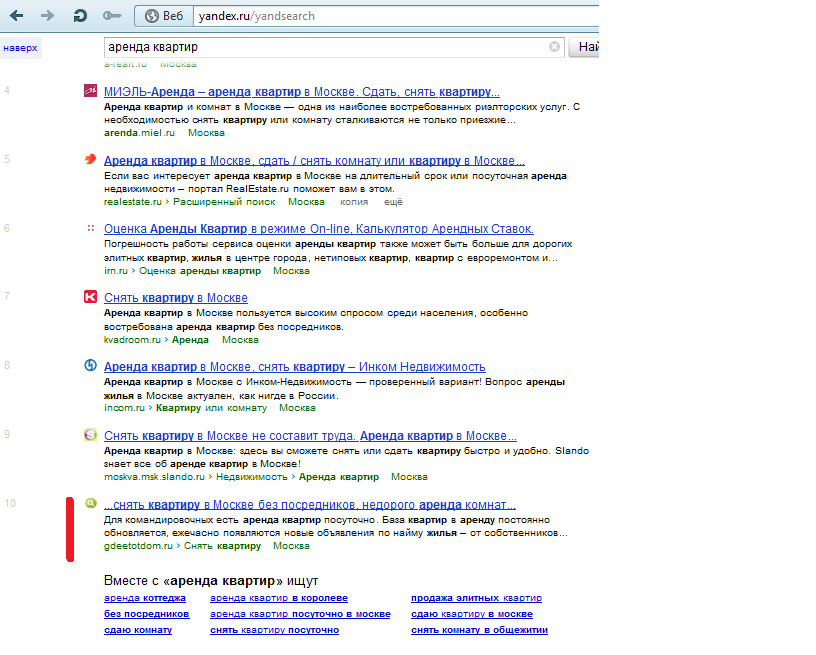 Веб
yandex.ru/yandsearch
наверх
аренда квартир
Най
a-realt.ru Москва
4
МИЭЛЬ-Аренда – аренда квартир в Москве. Сдать, снять квартиру...
Аренда квартир и комнат в Москве — одна из наиболее востребованных риэлторских услуг. С
необходимостью снять квартиру или комнату сталкиваются не только приезжие...
arenda.miel.ru Москва
5
Аренда квартир в Москве, сдать / снять комнату или квартиру в Москве...
Если вас интересует аренда квартир в Москве на длительный срок или посуточная аренда
недвижимости – портал RealEstate.ru поможет вам в этом.
realestate.ru › Расширенный поиск Москва копия ещё
6
Оценка Аренды Квартир в режиме On-line, Калькулятор Арендных Ставок.
Погрешность работы сервиса оценки аренды квартир также может быть больше для дорогих
элитных квартир, жилья в центре города, нетиповых квартир, квартир с евроремонтом и...
irn.ru › Оценка аренды квартир Москва
7
Снять квартиру в Москве
Аренда квартир в Москве пользуется высоким спросом среди населения, особенно
востребована аренда квартир без посредников.
kvadroom.ru › Аренда Москва
8
Аренда квартир в Москве, снять квартиру – Инком Недвижимость
Аренда квартир в Москве с Инком-Недвижимость — проверенный вариант! Вопрос аренды
жилья в Москве актуален, как нигде в России.
incom.ru › Квартиру или комнату Москва
9
Снять квартиру в Москве не составит труда. Аренда квартир в Москве...
Аренда квартир в Москве: здесь вы сможете снять или сдать квартиру быстро и удобно. Slando
знает все об аренде квартир в Москве!
moskva.msk.slando.ru › Недвижимость › Аренда квартир Москва
10
...снять квартиру в Москве без посредников, недорого аренда комнат...
Для командировочных есть аренда квартир посуточно. База квартир в аренду постоянно
обновляется, ежечасно появляются новые объявления по найму жилья – от собственников...
gdeetotdom.ru › Снять квартиру Москва
Вместе с «аренда квартир» ищут
аренда коттеджа аренда квартир в королеве продажа элитных квартир
без посредников аренда квартир посуточно в москве сдаю квартиру в москве
сдаю комнату снять квартиру посуточно снять комнату в общежитии